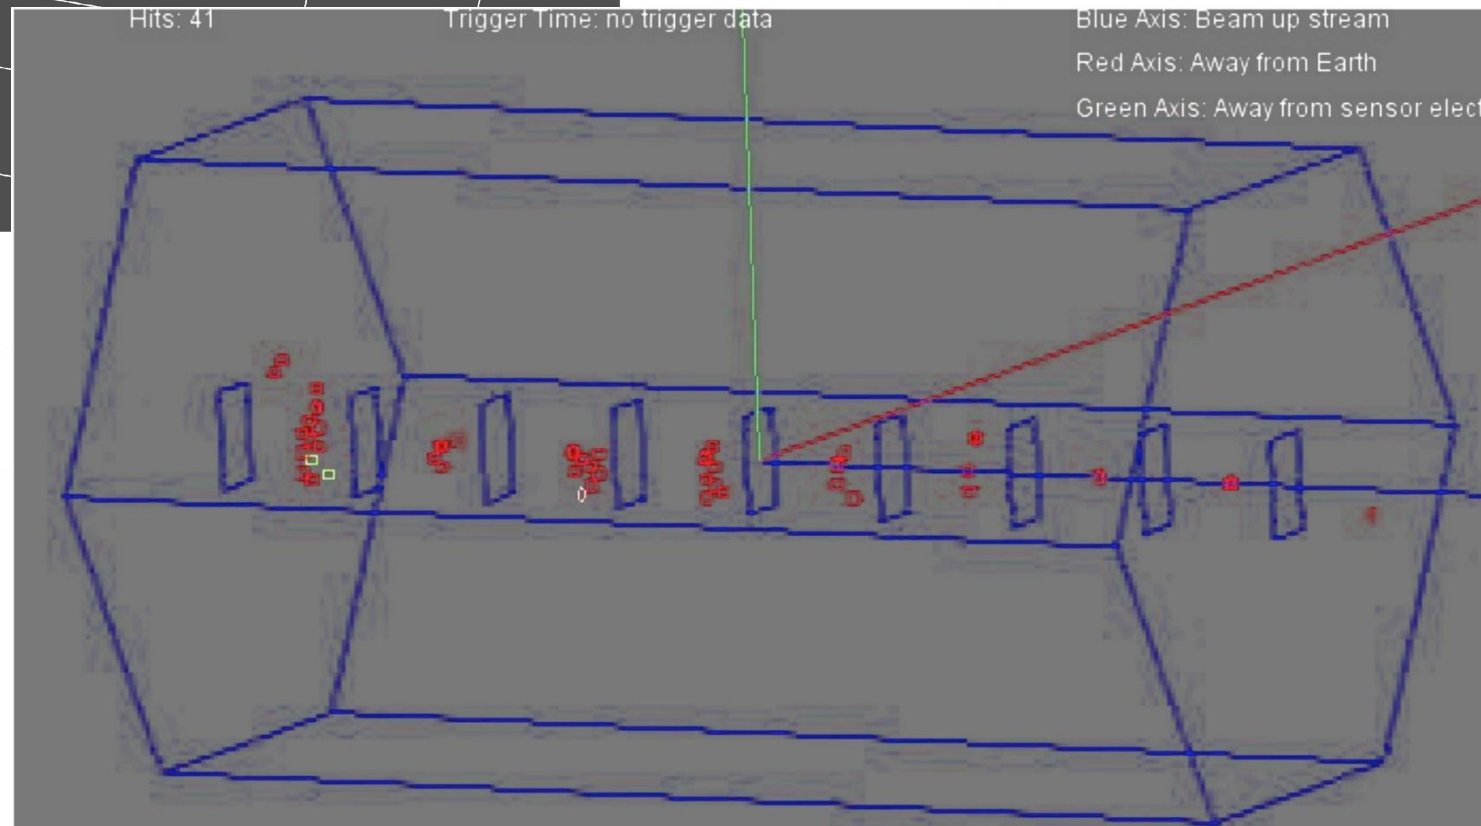 Hits: 41
Trigger Time: no trigger data
Blue Axis: Beam up stream
Red Axis: Away from Earth
Green Axis: Away from sensor elect